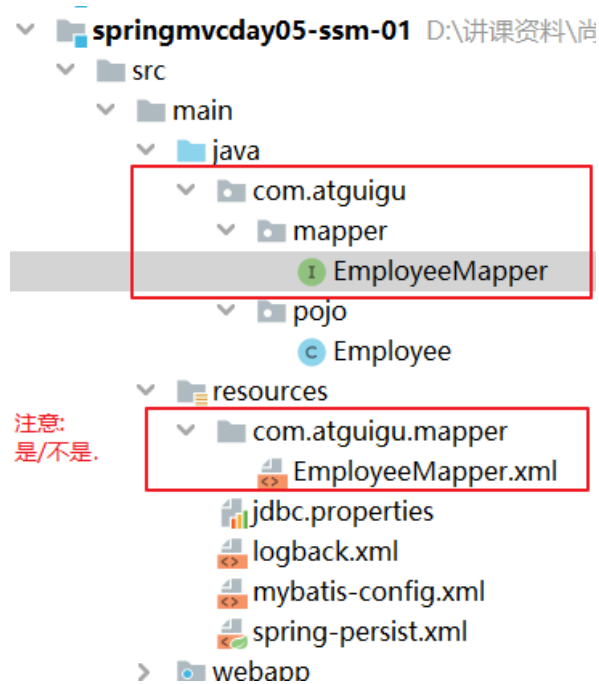 springmvcday05-ssm-01 D:\讲课资料\尚
src
main
java
com.atguigu
mapper
I EmployeeMapper
pojo
C Employee
resources
注意:
是/不是.
com.atguigu.mapper
EmployeeMapper.xml
jdbc.properties
logback.xml
mybatis-config.xml
spring-persist.xml
webapp